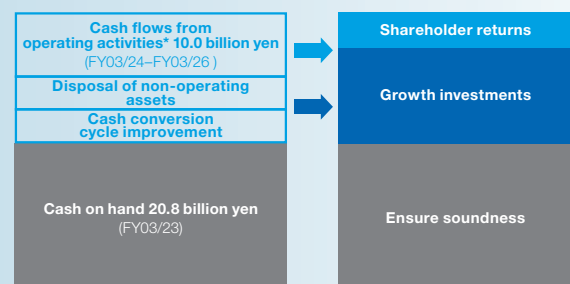 Cash flows from
operating activities* 10.0 billion yen
(FY03/24–FY03/26 )
Disposal of non-operating
assets
Cash conversion
cycle improvement
Cash on hand 20.8 billion yen
(FY03/23)
Shareholder returns
Growth investments
Ensure soundness